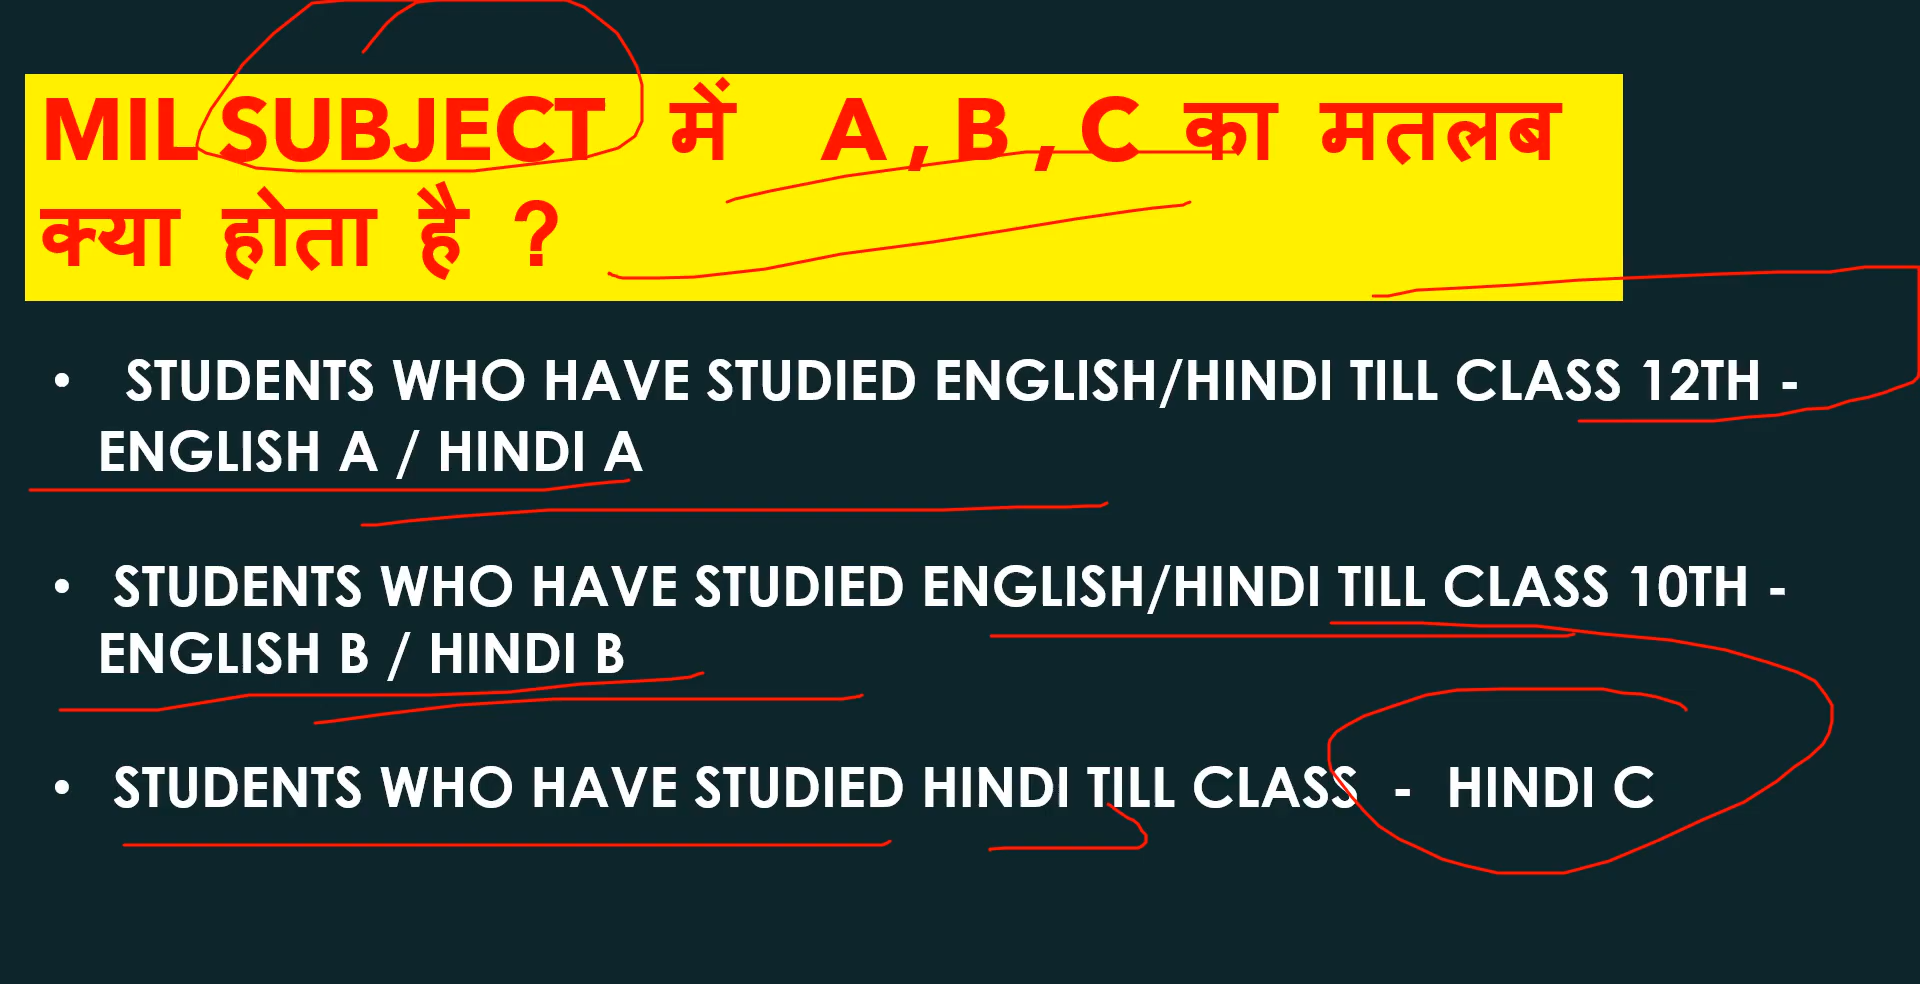 MIL SUBJECT में A , B , C का मतलब
क्या होता है ?
• STUDENTS WHO HAVE STUDIED ENGLISH/HINDI TILL CLASS 12TH -
ENGLISH A / HINDI A
• STUDENTS WHO HAVE STUDIED ENGLISH/HINDI TILL CLASS 10TH -
ENGLISH B / HINDI B
• STUDENTS WHO HAVE STUDIED HINDI TILL CLASS - HINDI C